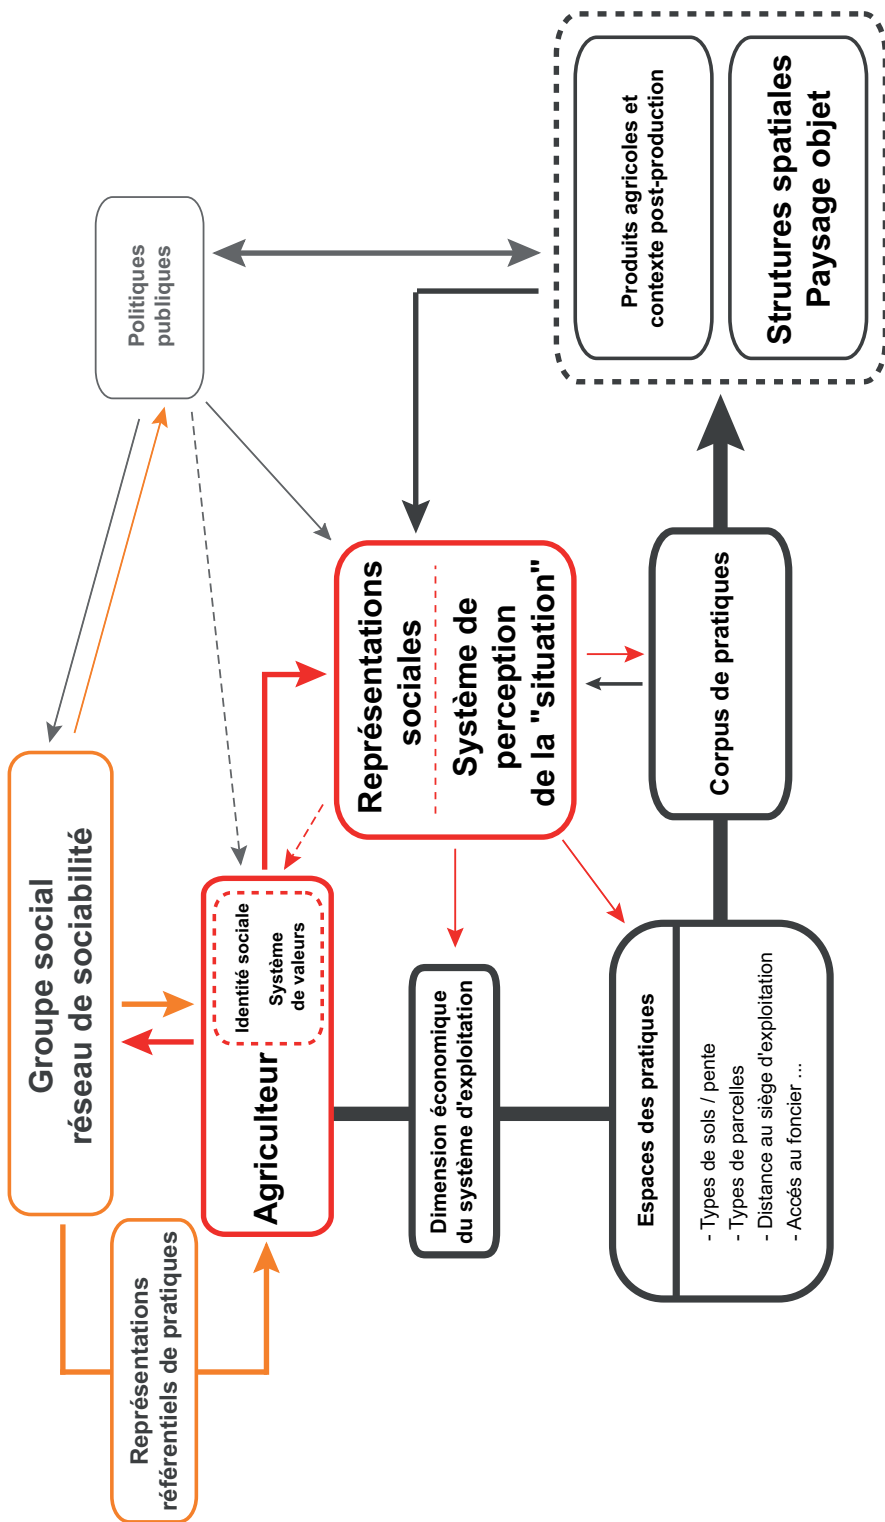 Groupe social
réseau de sociabilité
Politiques
publiques
Représentations
référentiels de pratiques
Agriculteur
Identité sociale
Système
de valeurs
Représentations
sociales
Système de
perception
de la "situation"
Dimension économique
du système d'exploitation
Produits agricoles et
contexte post-production
Strutures spatiales
Paysage objet
Espaces des pratiques
- Types de sols / pente
- Types de parcelles
- Distance au siège d'exploitation
- Accés au foncier ...
Corpus de pratiques